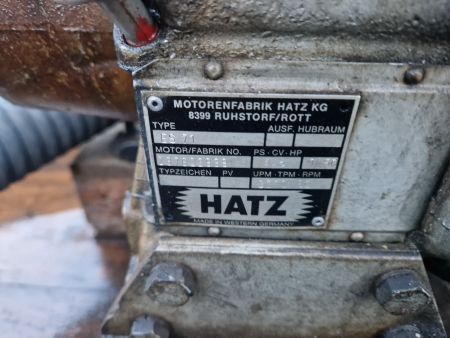 MOTORENFABRIK HATZ KG
8399 RUHSTORF/ROTT
TYPE AUSF. HUBRAUM
71
MOTOR/FABRIK NO. PS - CV - HP
TYPZEICHEN PV UPM - TPM - RPM
HATZ
MADE IN WESTERN GERMANY